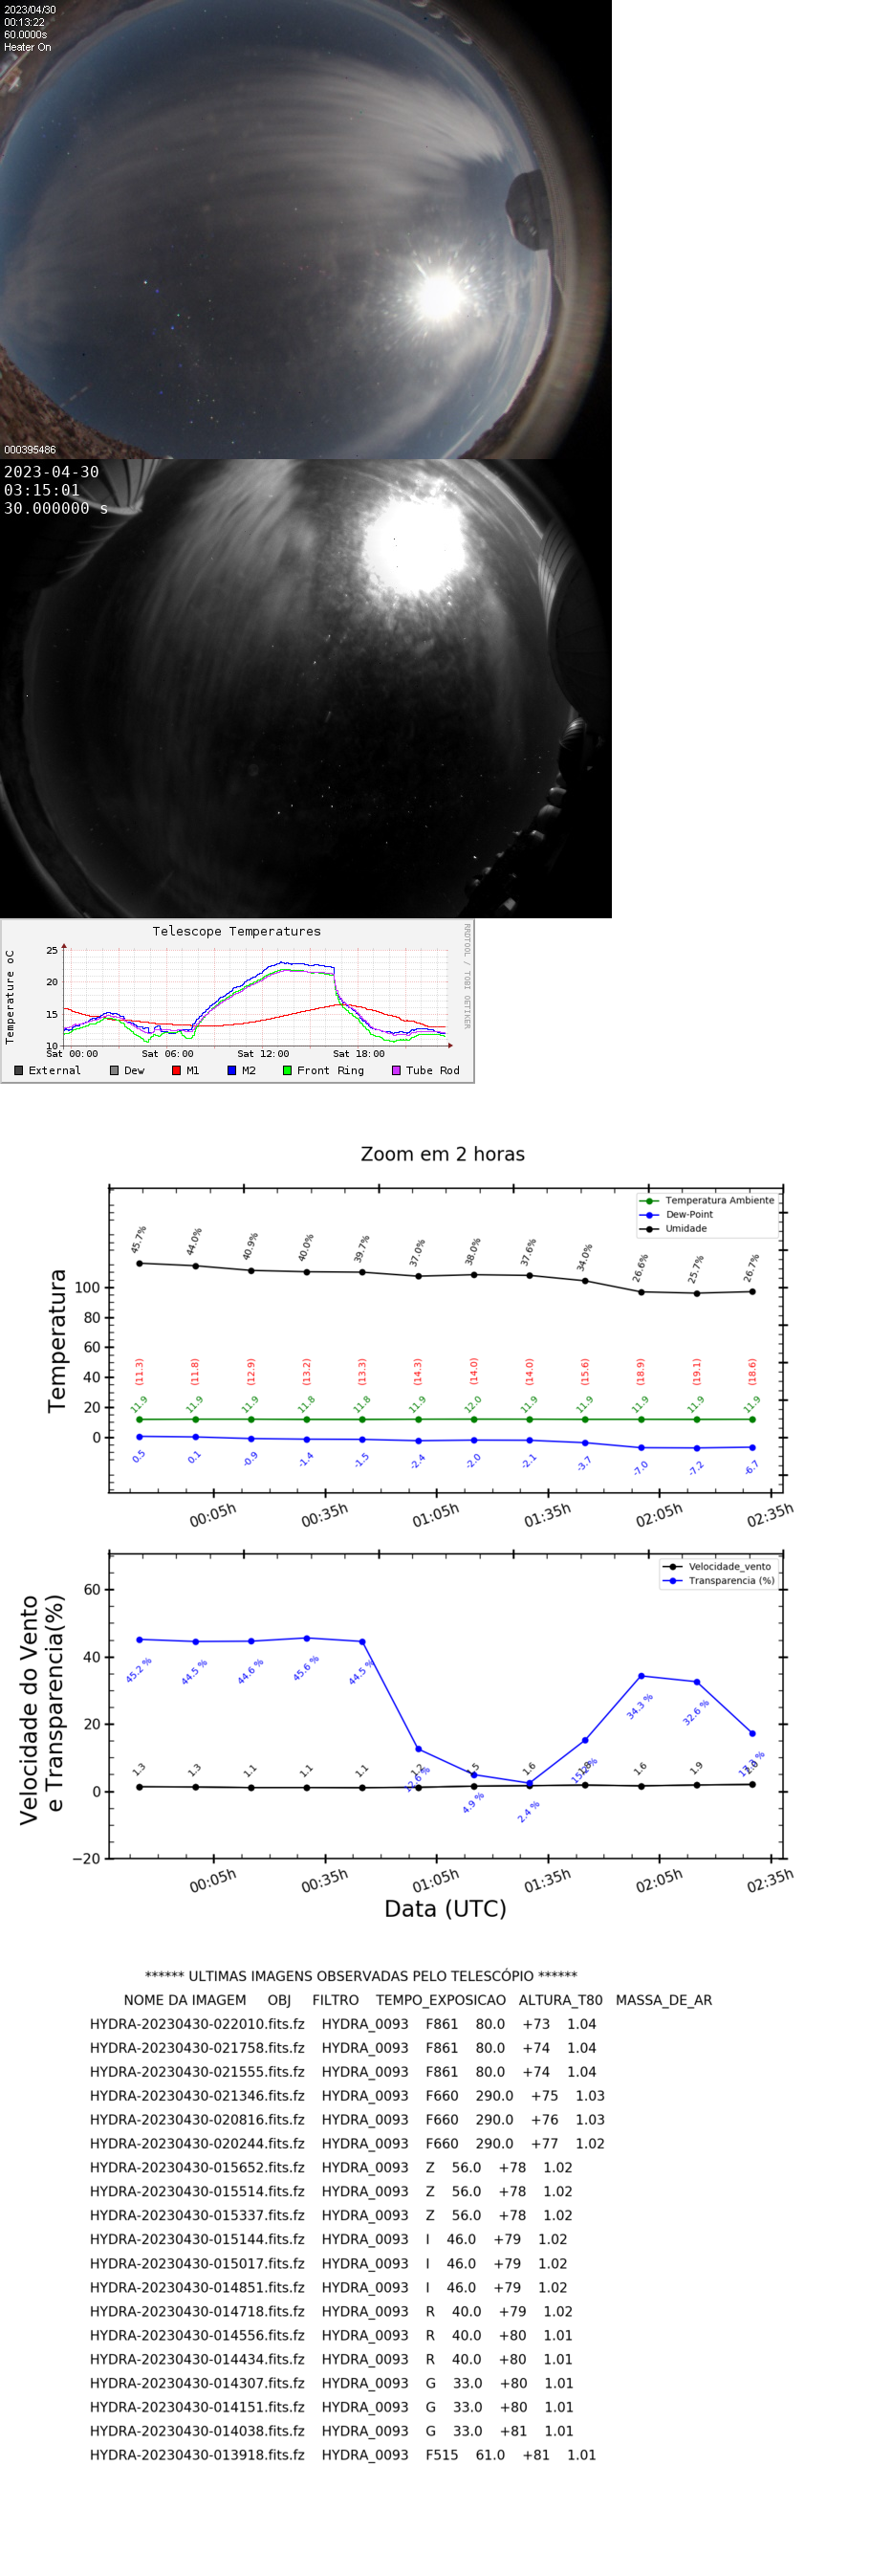 2023/04/30
00:13:22
60.0000s
Heater On
000395486
2023-04-30
03:15:01
30.000000 s
Telescope Temperatures
Temperature oC
25
20
15
10
Sat 00:00 Sat 06:00 Sat 12:00 Sat 18:00
External Dew M1 M2 Front Ring Tube Rod
RRDTOOL / TOBI OETIKER
Zoom em 2 horas
Temperatura Ambiente
Dew-Point
Umidade
Temperatura
100
80
60
40
20
0
45.7% 44.0% 40.9% 40.0% 39.7% 37.0% 38.0% 37.6% 34.0% 26.6% 25.7% 26.7%
(11.3) (11.8) (12.9) (13.2) (13.3) (14.3) (14.0) (14.0) (15.6) (18.9) (19.1) (18.6)
11.9 11.9 11.9 11.8 11.8 11.9 12.0 11.9 11.9 11.9 11.9 11.9
0.5 0.1 -0.9 -1.4 -1.5 -2.4 -2.0 -2.1 -3.7 -7.0 -7.2 -6.7
00:05h 00:35h 01:05h 01:35h 02:05h 02:35h
Velocidade_vento
Transparencia (%)
Velocidade do Vento
e Transparencia(%)
60
40
20
0
−20
45.2 % 44.5 % 44.6 % 45.6 % 44.5 % 4.9 % 2.4 % 34.3 % 32.6 %
1.3 1.3 1.1 1.1 1.1 1.6 1.6 1.9
00:05h 00:35h 01:05h 01:35h 02:05h 02:35h
Data (UTC)
****** ULTIMAS IMAGENS OBSERVADAS PELO TELESCÓPIO ******
NOME DA IMAGEM OBJ FILTRO TEMPO_EXPOSICAO ALTURA_T80 MASSA_DE_AR
HYDRA-20230430-022010.fits.fz HYDRA_0093 F861 80.0 +73 1.04
HYDRA-20230430-021758.fits.fz HYDRA_0093 F861 80.0 +74 1.04
HYDRA-20230430-021555.fits.fz HYDRA_0093 F861 80.0 +74 1.04
HYDRA-20230430-021346.fits.fz HYDRA_0093 F660 290.0 +75 1.03
HYDRA-20230430-020816.fits.fz HYDRA_0093 F660 290.0 +76 1.03
HYDRA-20230430-020244.fits.fz HYDRA_0093 F660 290.0 +77 1.02
HYDRA-20230430-015652.fits.fz HYDRA_0093 Z 56.0 +78 1.02
HYDRA-20230430-015514.fits.fz HYDRA_0093 Z 56.0 +78 1.02
HYDRA-20230430-015337.fits.fz HYDRA_0093 Z 56.0 +78 1.02
HYDRA-20230430-015144.fits.fz HYDRA_0093 I 46.0 +79 1.02
HYDRA-20230430-015017.fits.fz HYDRA_0093 I 46.0 +79 1.02
HYDRA-20230430-014851.fits.fz HYDRA_0093 I 46.0 +79 1.02
HYDRA-20230430-014718.fits.fz HYDRA_0093 R 40.0 +79 1.02
HYDRA-20230430-014556.fits.fz HYDRA_0093 R 40.0 +80 1.01
HYDRA-20230430-014434.fits.fz HYDRA_0093 R 40.0 +80 1.01
HYDRA-20230430-014307.fits.fz HYDRA_0093 G 33.0 +80 1.01
HYDRA-20230430-014151.fits.fz HYDRA_0093 G 33.0 +80 1.01
HYDRA-20230430-014038.fits.fz HYDRA_0093 G 33.0 +81 1.01
HYDRA-20230430-013918.fits.fz HYDRA_0093 F515 61.0 +81 1.01